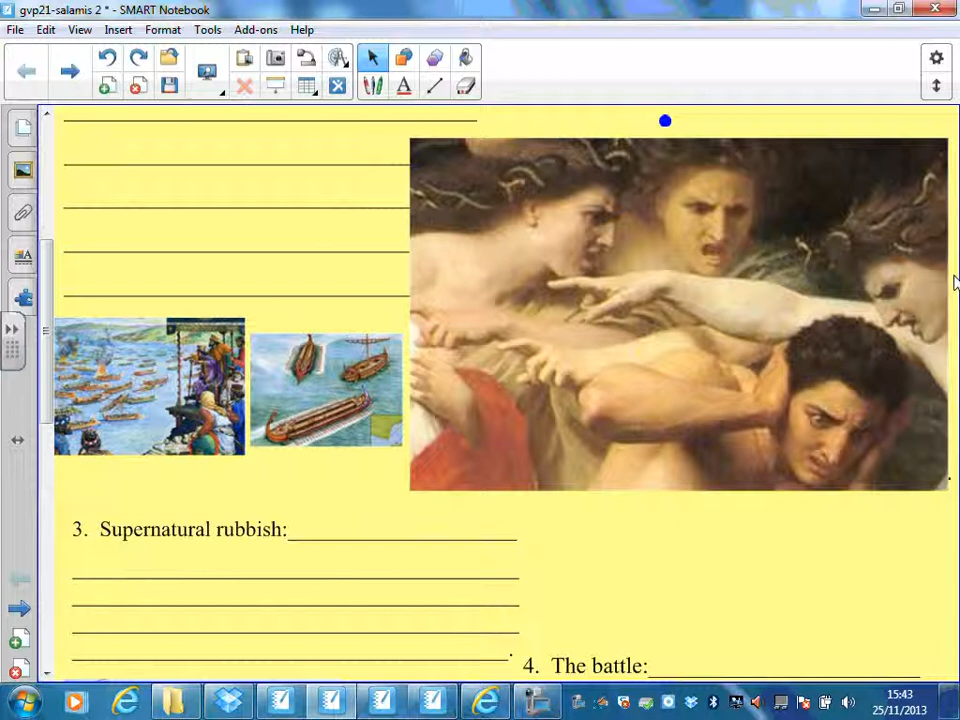 gvp21-salamis 2 * - SMART Notebook
File Edit View Insert Format Tools Add-ons Help
3. Supernatural rubbish:
.
4. The battle:
15:43
25/11/2013